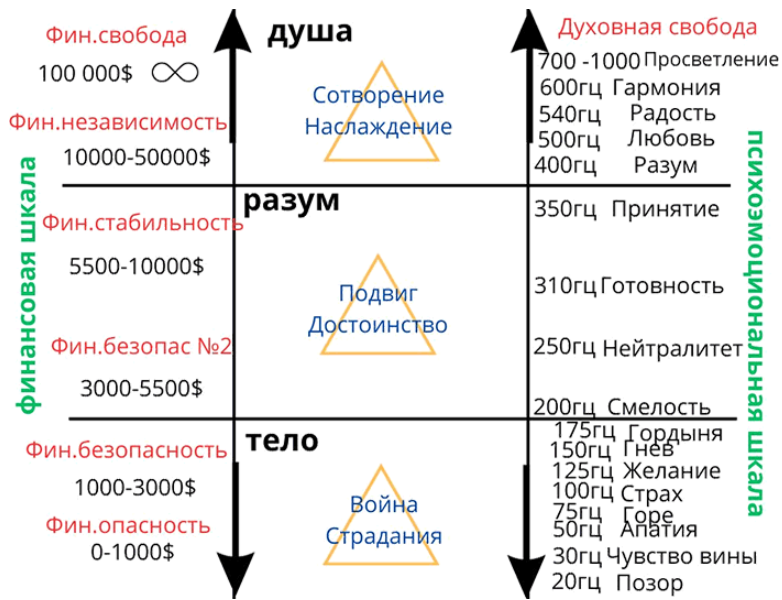 душа
Фин.свобода
100 000$ ∞
Фин.независимость
10000-50000$
Сотворение
Наслаждение
Духовная свобода
700 -1000 Просветление
600гц Гармония
540гц Радость
500гц Любовь
400гц Разум
разум
Фин.стабильность
5500-10000$
Фин.безопас №2
3000-5500$
Подвиг
Достоинство
350гц Принятие
310гц Готовность
250гц Нейтралитет
200гц Смелость
тело
Фин.безопасность
1000-3000$
Фин.опасность
0-1000$
Война
Страдания
175гц Гордыня
150гц Гнев
125гц Желание
100гц Страх
75гц Горе
50гц Апатия
30гц Чувство вины
20гц Позор
финансовая шкала
психоэмоциональная шкала